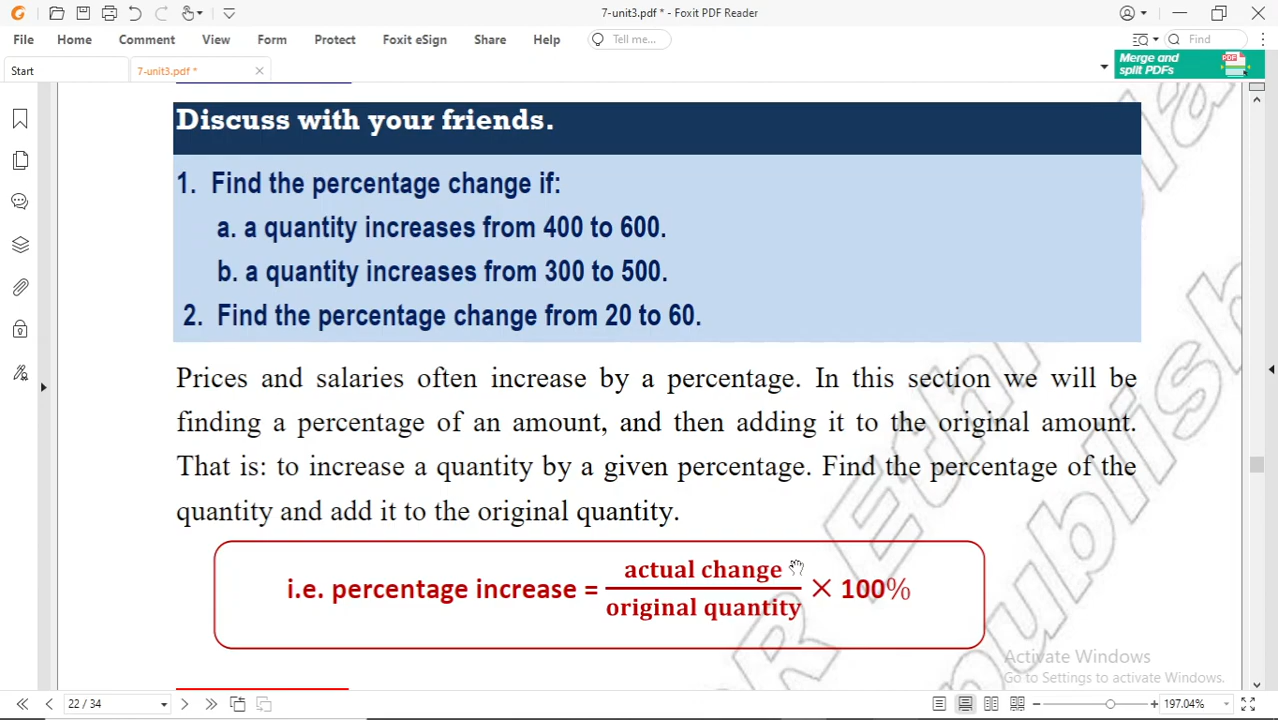 7-unit3.pdf * - Foxit PDF Reader
File Home Comment View Form Protect Foxit eSign Share Help Tell me... Find
Start 7-unit3.pdf *
Merge and
split PDFs
PDF
Discuss with your friends.
1. Find the percentage change if:
a. a quantity increases from 400 to 600.
b. a quantity increases from 300 to 500.
2. Find the percentage change from 20 to 60.
Prices and salaries often increase by a percentage. In this section we will be
finding a percentage of an amount, and then adding it to the original amount.
That is: to increase a quantity by a given percentage. Find the percentage of the
quantity and add it to the original quantity.
actual change
i.e. percentage increase = × 100%
original quantity
Activate Windows
Go to Settings to activate Windows.
22 / 34 197.04%